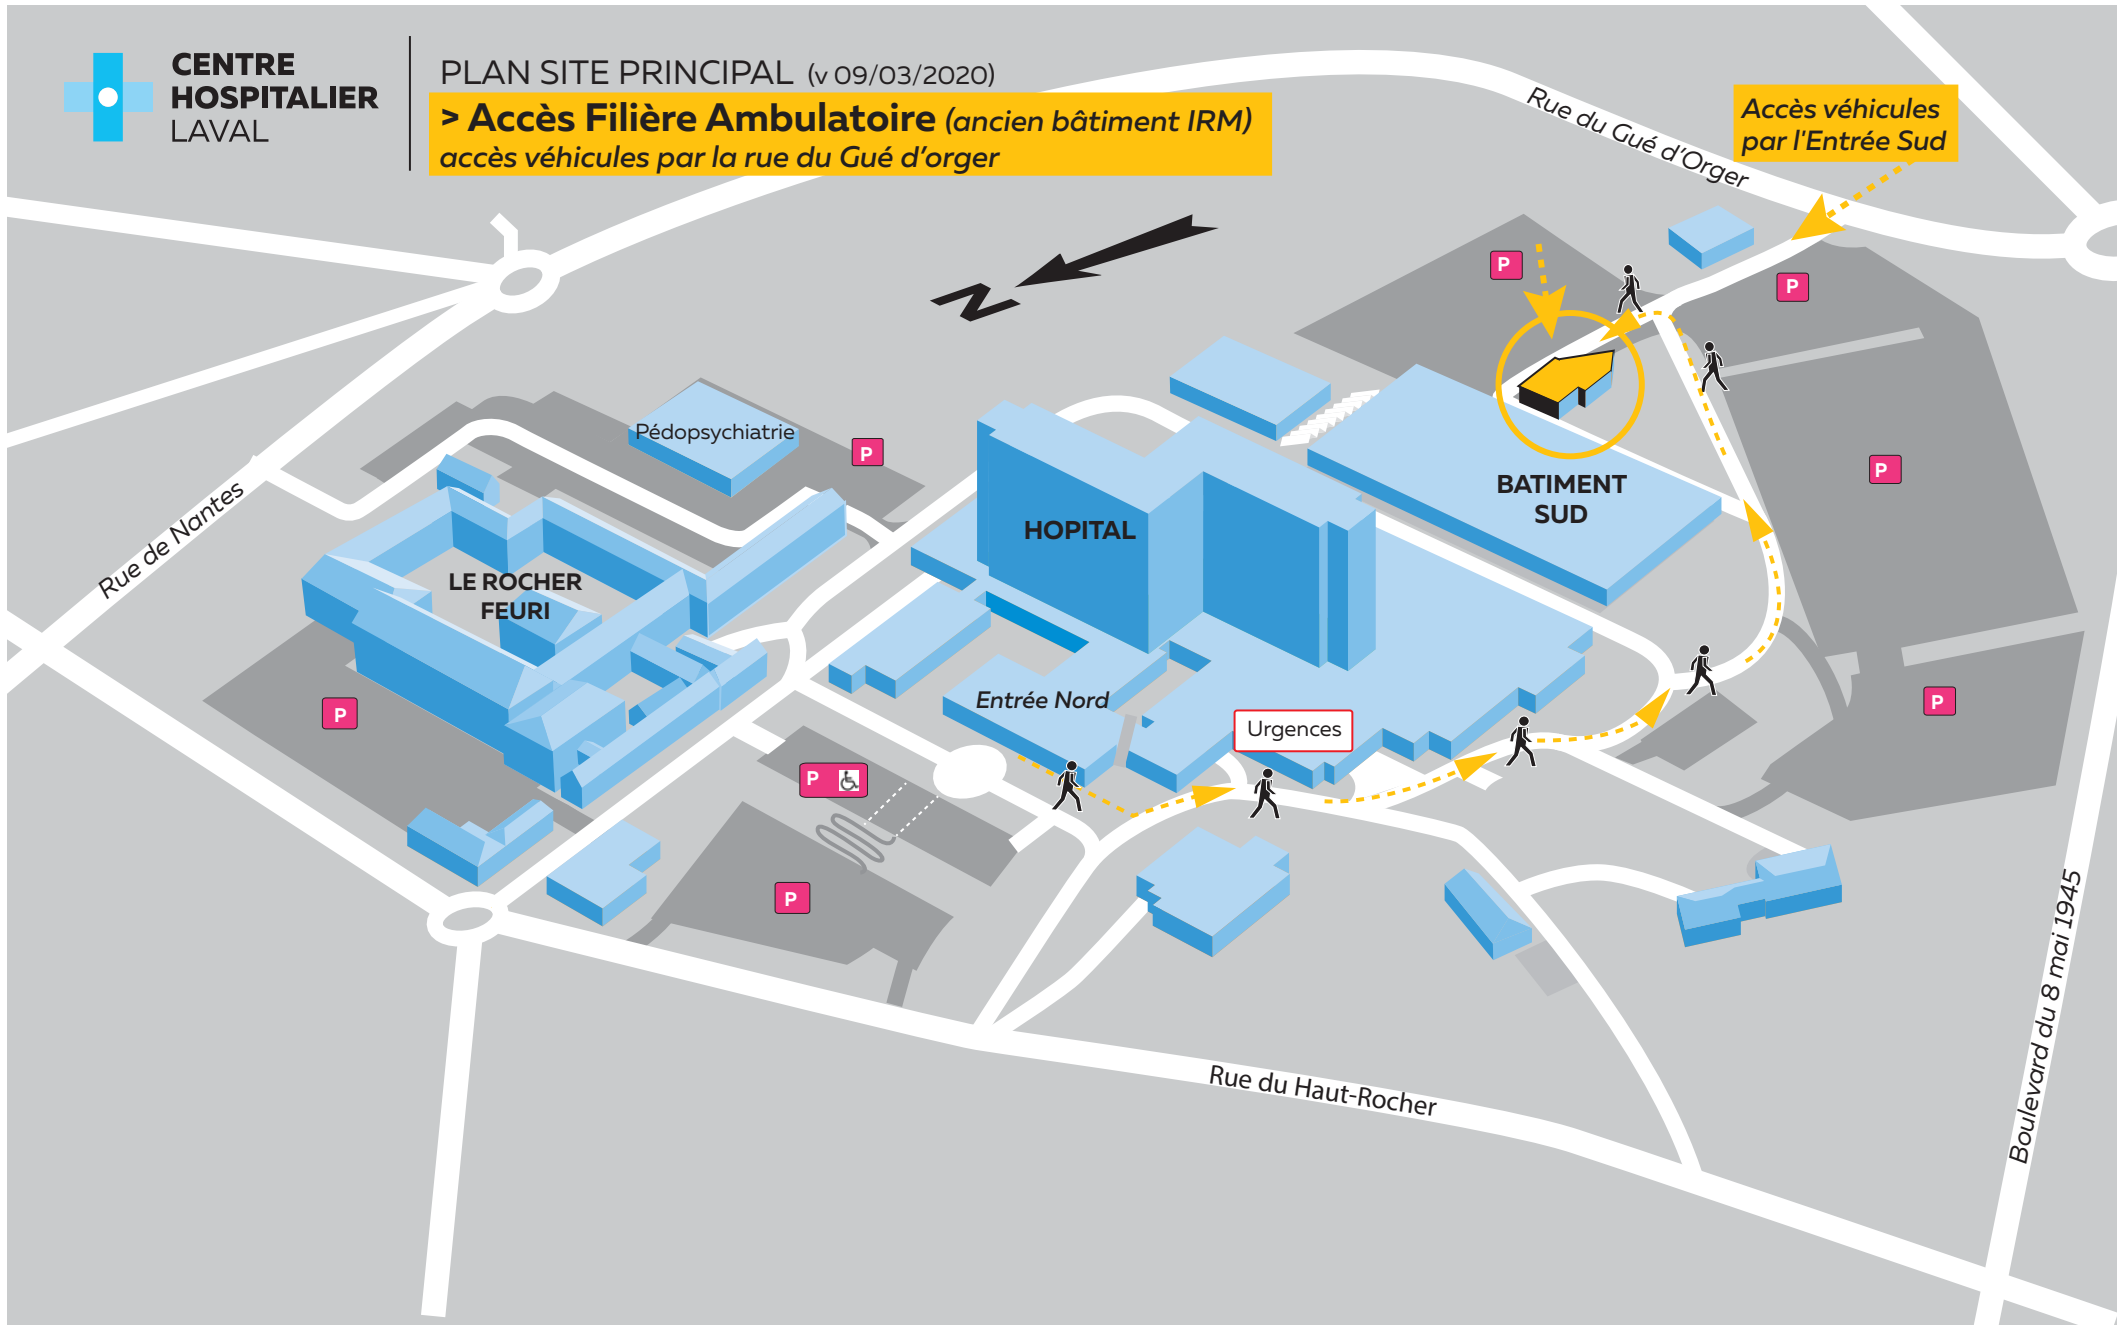 CENTRE
HOSPITALIER
LAVAL
PLAN SITE PRINCIPAL (v 09/03/2020)
> Accès Filière Ambulatoire (ancien bâtiment IRM)
accès véhicules par la rue du Gué d'orger
Rue du Gué d'Orger
Accès véhicules
par l'Entrée Sud
N
P
P
Pédopsychiatrie
P
P
Rue de Nantes
LE ROCHER
FEURI
HOPITAL
BATIMENT
SUD
P
Entrée Nord
Urgences
P
P
P
Boulevard du 8 mai 1945
Rue du Haut-Rocher